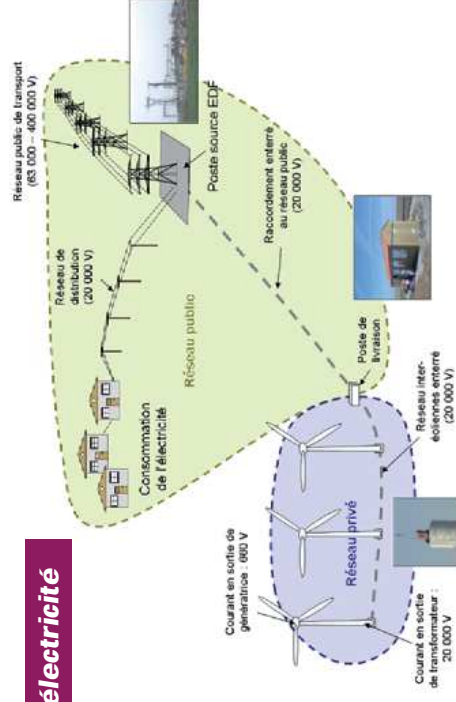 électricité
Réseau public de transport
(63 000 – 400 000 V)
Poste source EDF
Réseau de
distribution
(20 000 V)
Raccordement enterré
au réseau public
(20 000 V)
Réseau public
Consommation
de l'électricité
Poste de
livraison
Réseau inter-
éoliennes enterré
(20 000 V)
Réseau privé
Courant en sortie de
génératrice : 660 V
Courant en sortie
de transformateur :
20 000 V